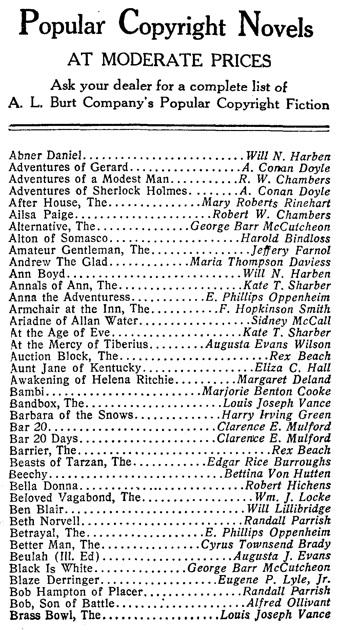 Popular Copyright Novels
AT MODERATE PRICES
Ask your dealer for a complete list of
A. L. Burt Company's Popular Copyright Fiction
Abner Daniel..............................Will N. Harben
Adventures of Gerard....................A. Conan Doyle
Adventures of a Modest Man...........R. W. Chambers
Adventures of Sherlock Holmes........A. Conan Doyle
After House, The................Mary Roberts Rinehart
Ailsa Paige........................Robert W. Chambers
Alternative, The................George Barr McCutcheon
Alton of Somasco.....................Harold Bindloss
Amateur Gentleman, The..................Jeffery Farnol
Andrew The Glad...............Maria Thompson Daviess
Ann Boyd..............................Will N. Harben
Annals of Ann, The....................Kate T. Sharber
Anna the Adventuress............E. Phillips Oppenheim
Armchair at the Inn, The..........F. Hopkinson Smith
Ariadne of Allan Water..................Sidney McCall
At the Age of Eve.....................Kate T. Sharber
At the Mercy of Tiberius........Augusta Evans Wilson
Auction Block, The.........................Rex Beach
Aunt Jane of Kentucky....................Eliza C. Hall
Awakening of Helena Ritchie.........Margaret Deland
Bambi..........................Marjorie Benton Cooke
Bandbox, The......................Louis Joseph Vance
Barbara of the Snows...............Harry Irving Green
Bar 20............................Clarence E. Mulford
Bar 20 Days.......................Clarence E. Mulford
Barrier, The................................Rex Beach
Beasts of Tarzan, The............Edgar Rice Burroughs
Beechy.............................Bettina Von Hutten
Bella Donna..........................Robert Hichens
Beloved Vagabond, The..................Wm. J. Locke
Ben Blair..............................Will Lillibridge
Beth Norvell.........................Randall Parrish
Betrayal, The....................E. Phillips Oppenheim
Better Man, The.................Cyrus Townsend Brady
Beulah (Ill. Ed)......................Augusta J. Evans
Black Is White..................George Barr McCutcheon
Blaze Derringer....................Eugene P. Lyle, Jr.
Bob Hampton of Placer................Randall Parrish
Bob, Son of Battle....................Alfred Ollivant
Brass Bowl, The....................Louis Joseph Vance